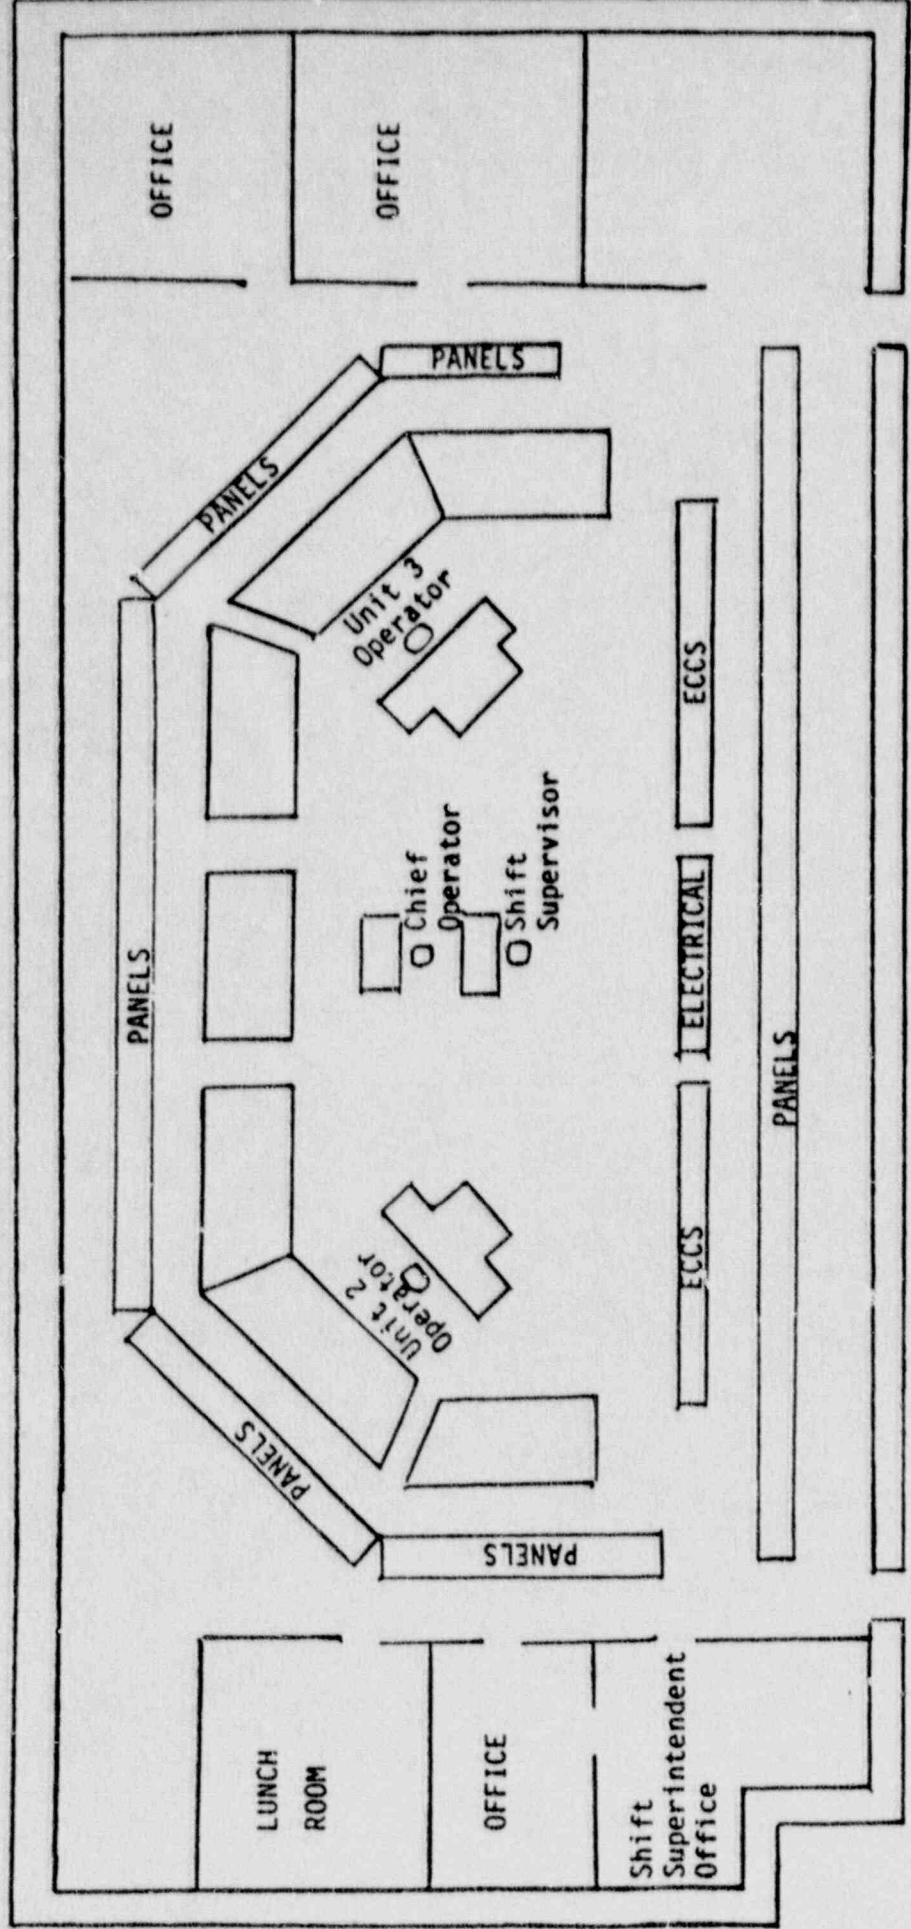 PANELS
PANELS
PANELS
LUNCH
ROOM
OFFICE
Shift
Superintendent
Office
PANELS
Unit 2
Operator
Chief
Operator
Shift
Supervisor
Unit 3
Operator
PANELS
OFFICE
OFFICE
ECCS
ELECTRICAL
ECCS
PANELS